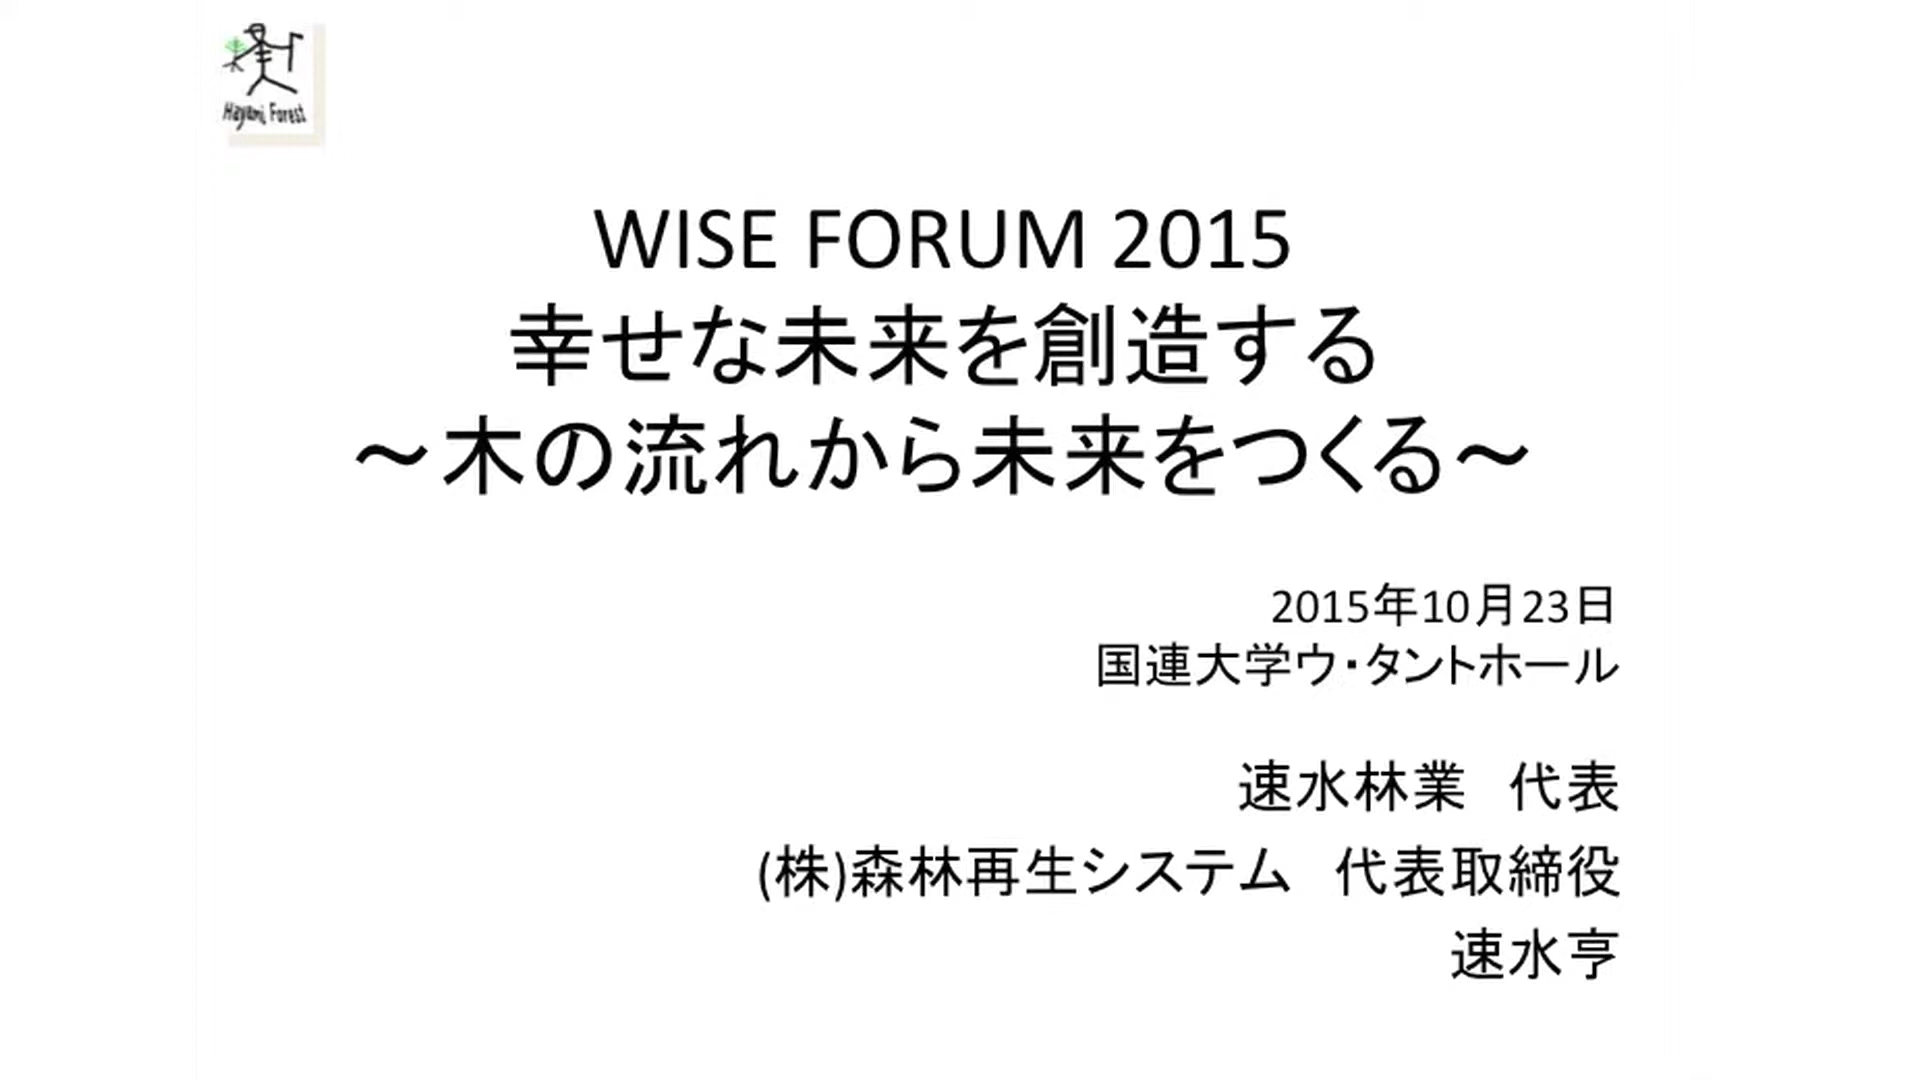 Hayami Forest
WISE FORUM 2015
幸せな未来を創造する
～木の流れから未来をつくる～
2015年10月23日
国連大学ウ・タントホール
速水林業　代表
(株)森林再生システム　代表取締役
速水亨